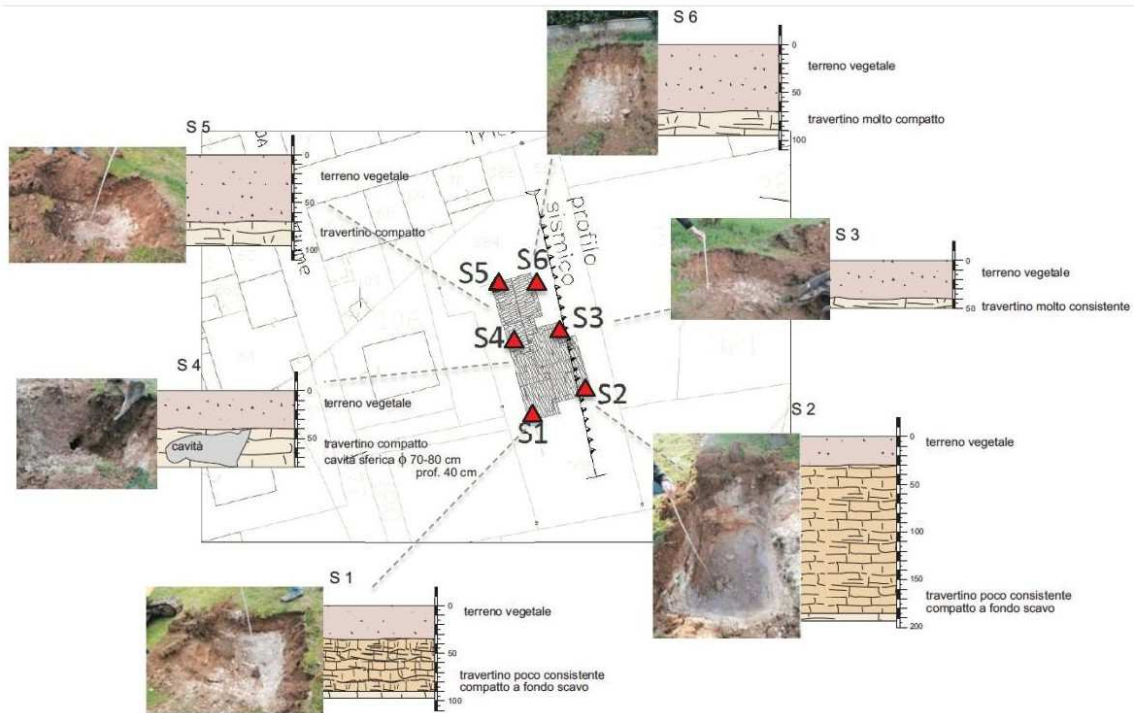 S 6
0
terreno vegetale
50
travertino molto compatto
100
S 5
0
terreno vegetale
50
travertino compatto
100
profilo
sismico
S 3
0
terreno vegetale
travertino molto consistente
50
S5
S6
S3
S4
S2
S1
S 4
0
terreno vegetale
cavità
50
travertino compatto
cavità sferica ϕ 70-80 cm
prof. 40 cm
S 2
0
terreno vegetale
50
100
150
travertino poco consistente
compatto a fondo scavo
200
S 1
0
terreno vegetale
50
travertino poco consistente
compatto a fondo scavo
100